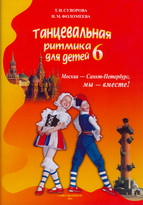 Т. И. СУВОРОВА
Н. М. ФОЛОМЕЕВА
Танцевальная
ритмика
для детей 6
Москва — Санкт-Петербург,
мы — вместе!